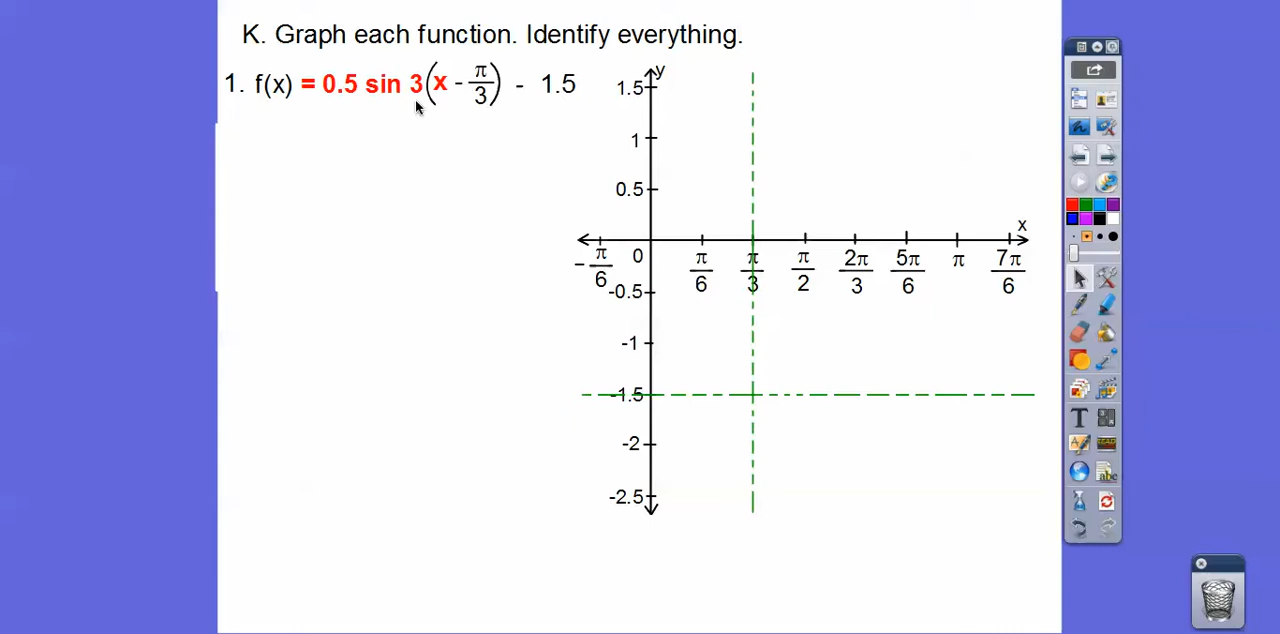 K. Graph each function. Identify everything.
1. f(x) = 0.5 sin 3(x - π/3) - 1.5
y
1.5
1
0.5
x
-π/6 0 π/6 π/3 π/2 2π/3 5π/6 π 7π/6
-0.5
-1
-1.5
-2
-2.5